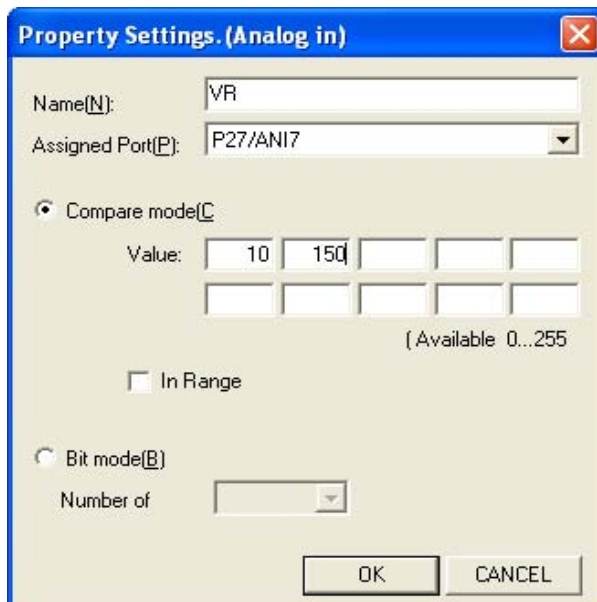 Property Settings.(Analog in)
Name(N): VR
Assigned Port(P): P27/ANI7
Compare mode(C
Value: 10 150
( Available 0...255
In Range
Bit mode(B)
Number of
OK CANCEL